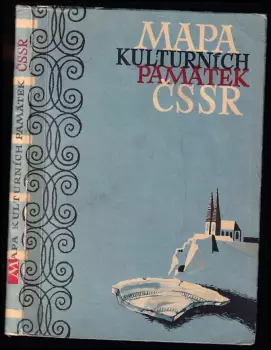 MAPA
KULTURNÍCH
PAMÁTEK
ČSSR
MAPA KULTURNÍCH PAMÁTEK ČSSR